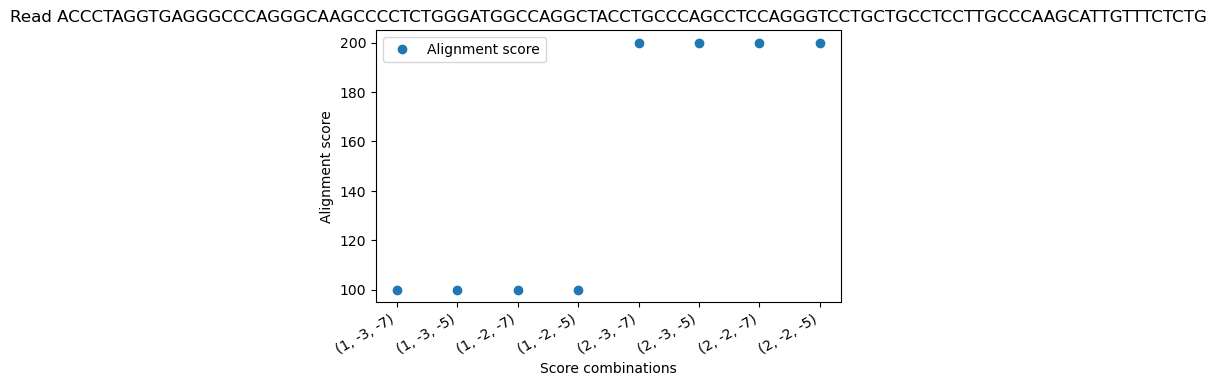 Read ACCCTAGGTGAGGGCCCAGGGCAAGCCCCTCTGGGATGGCCAGGCTACCTGCCCAGCCTCCAGGGTCCTGCTGCCTCCTTGCCCAAGCATTGTTTCTCTG
Alignment score
200
180
160
140
120
100
Alignment score
(1, -3, -7)
(1, -3, -5)
(1, -2, -7)
(1, -2, -5)
(2, -3, -7)
(2, -3, -5)
(2, -2, -7)
(2, -2, -5)
Score combinations